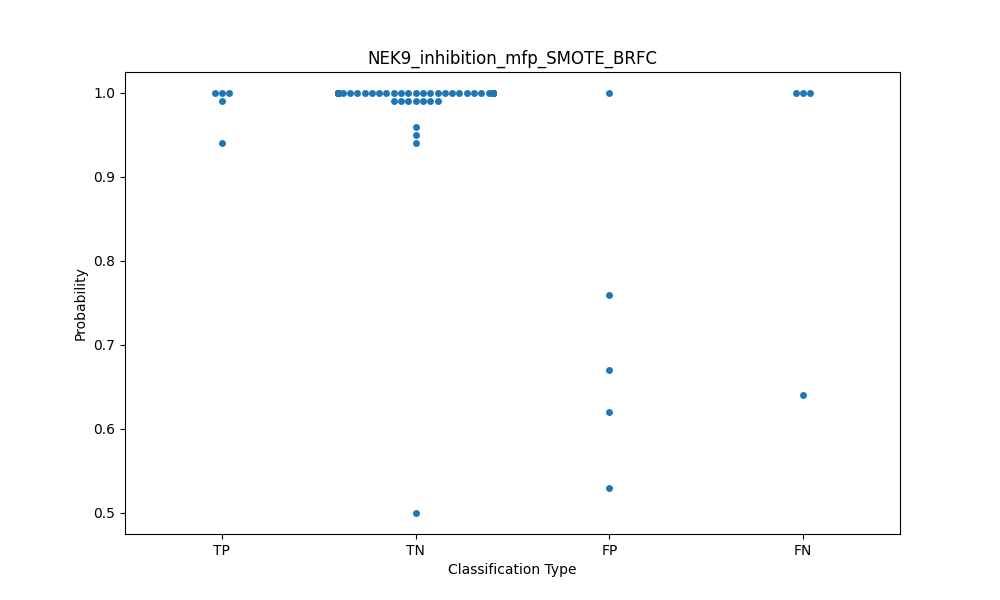 NEK9_inhibition_mfp_SMOTE_BRFC
Probability
1.0
0.9
0.8
0.7
0.6
0.5
TP TN FP FN
Classification Type